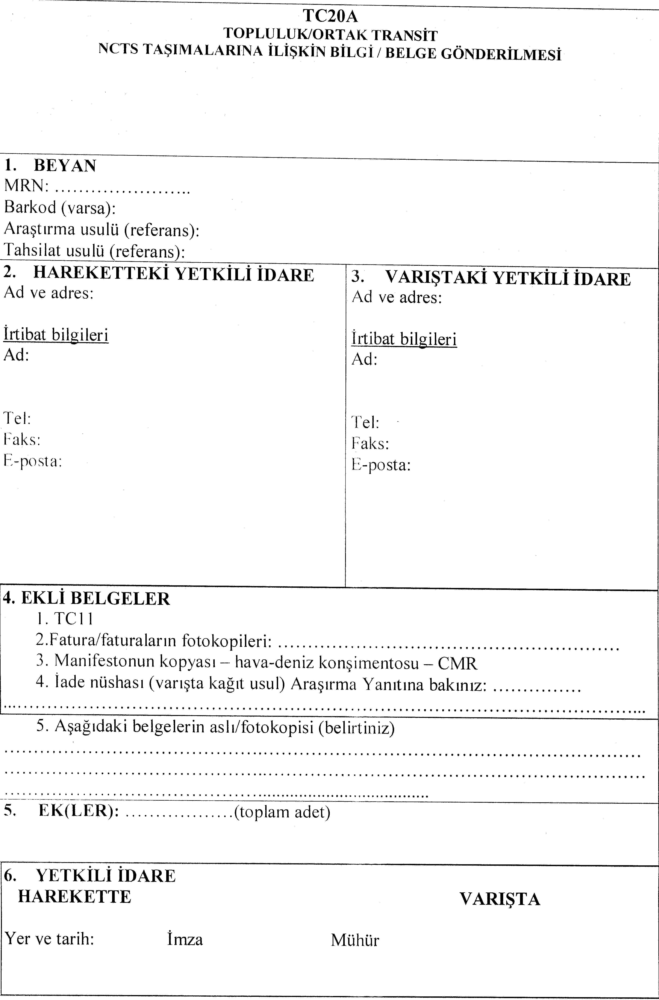 TC20A
TOPLULUK/ORTAK TRANSİT
NCTS TAŞIMALARINA İLİŞKİN BİLGİ / BELGE GÖNDERİLMESİ
1. BEYAN
MRN: .......................
Barkod (varsa):
Araştırma usulü (referans):
Tahsilat usulü (referans):
2. HAREKETTEKİ YETKİLİ İDARE
Ad ve adres:
İrtibat bilgileri
Ad:
Tel:
Faks:
E-posta:
3. VARIŞTAKİ YETKİLİ İDARE
Ad ve adres:
İrtibat bilgileri
Ad:
Tel:
Faks:
E-posta:
4. EKLİ BELGELER
1. TC11
2.Fatura/faturaların fotokopileri: .........................................................
3. Manifestonun kopyası – hava-deniz konşimentosu – CMR
4. İade nüshası (varışta kağıt usul) Araşırma Yanıtına bakınız: ...............
..............................................................................................................
5. Aşağıdaki belgelerin aslı/fotokopisi (belirtiniz)
..............................................................................................................
..............................................................................................................
..........................................................................
5. EK(LER): ..................(toplam adet)
6. YETKİLİ İDARE
HAREKETTE VARIŞTA
Yer ve tarih: İmza Mühür